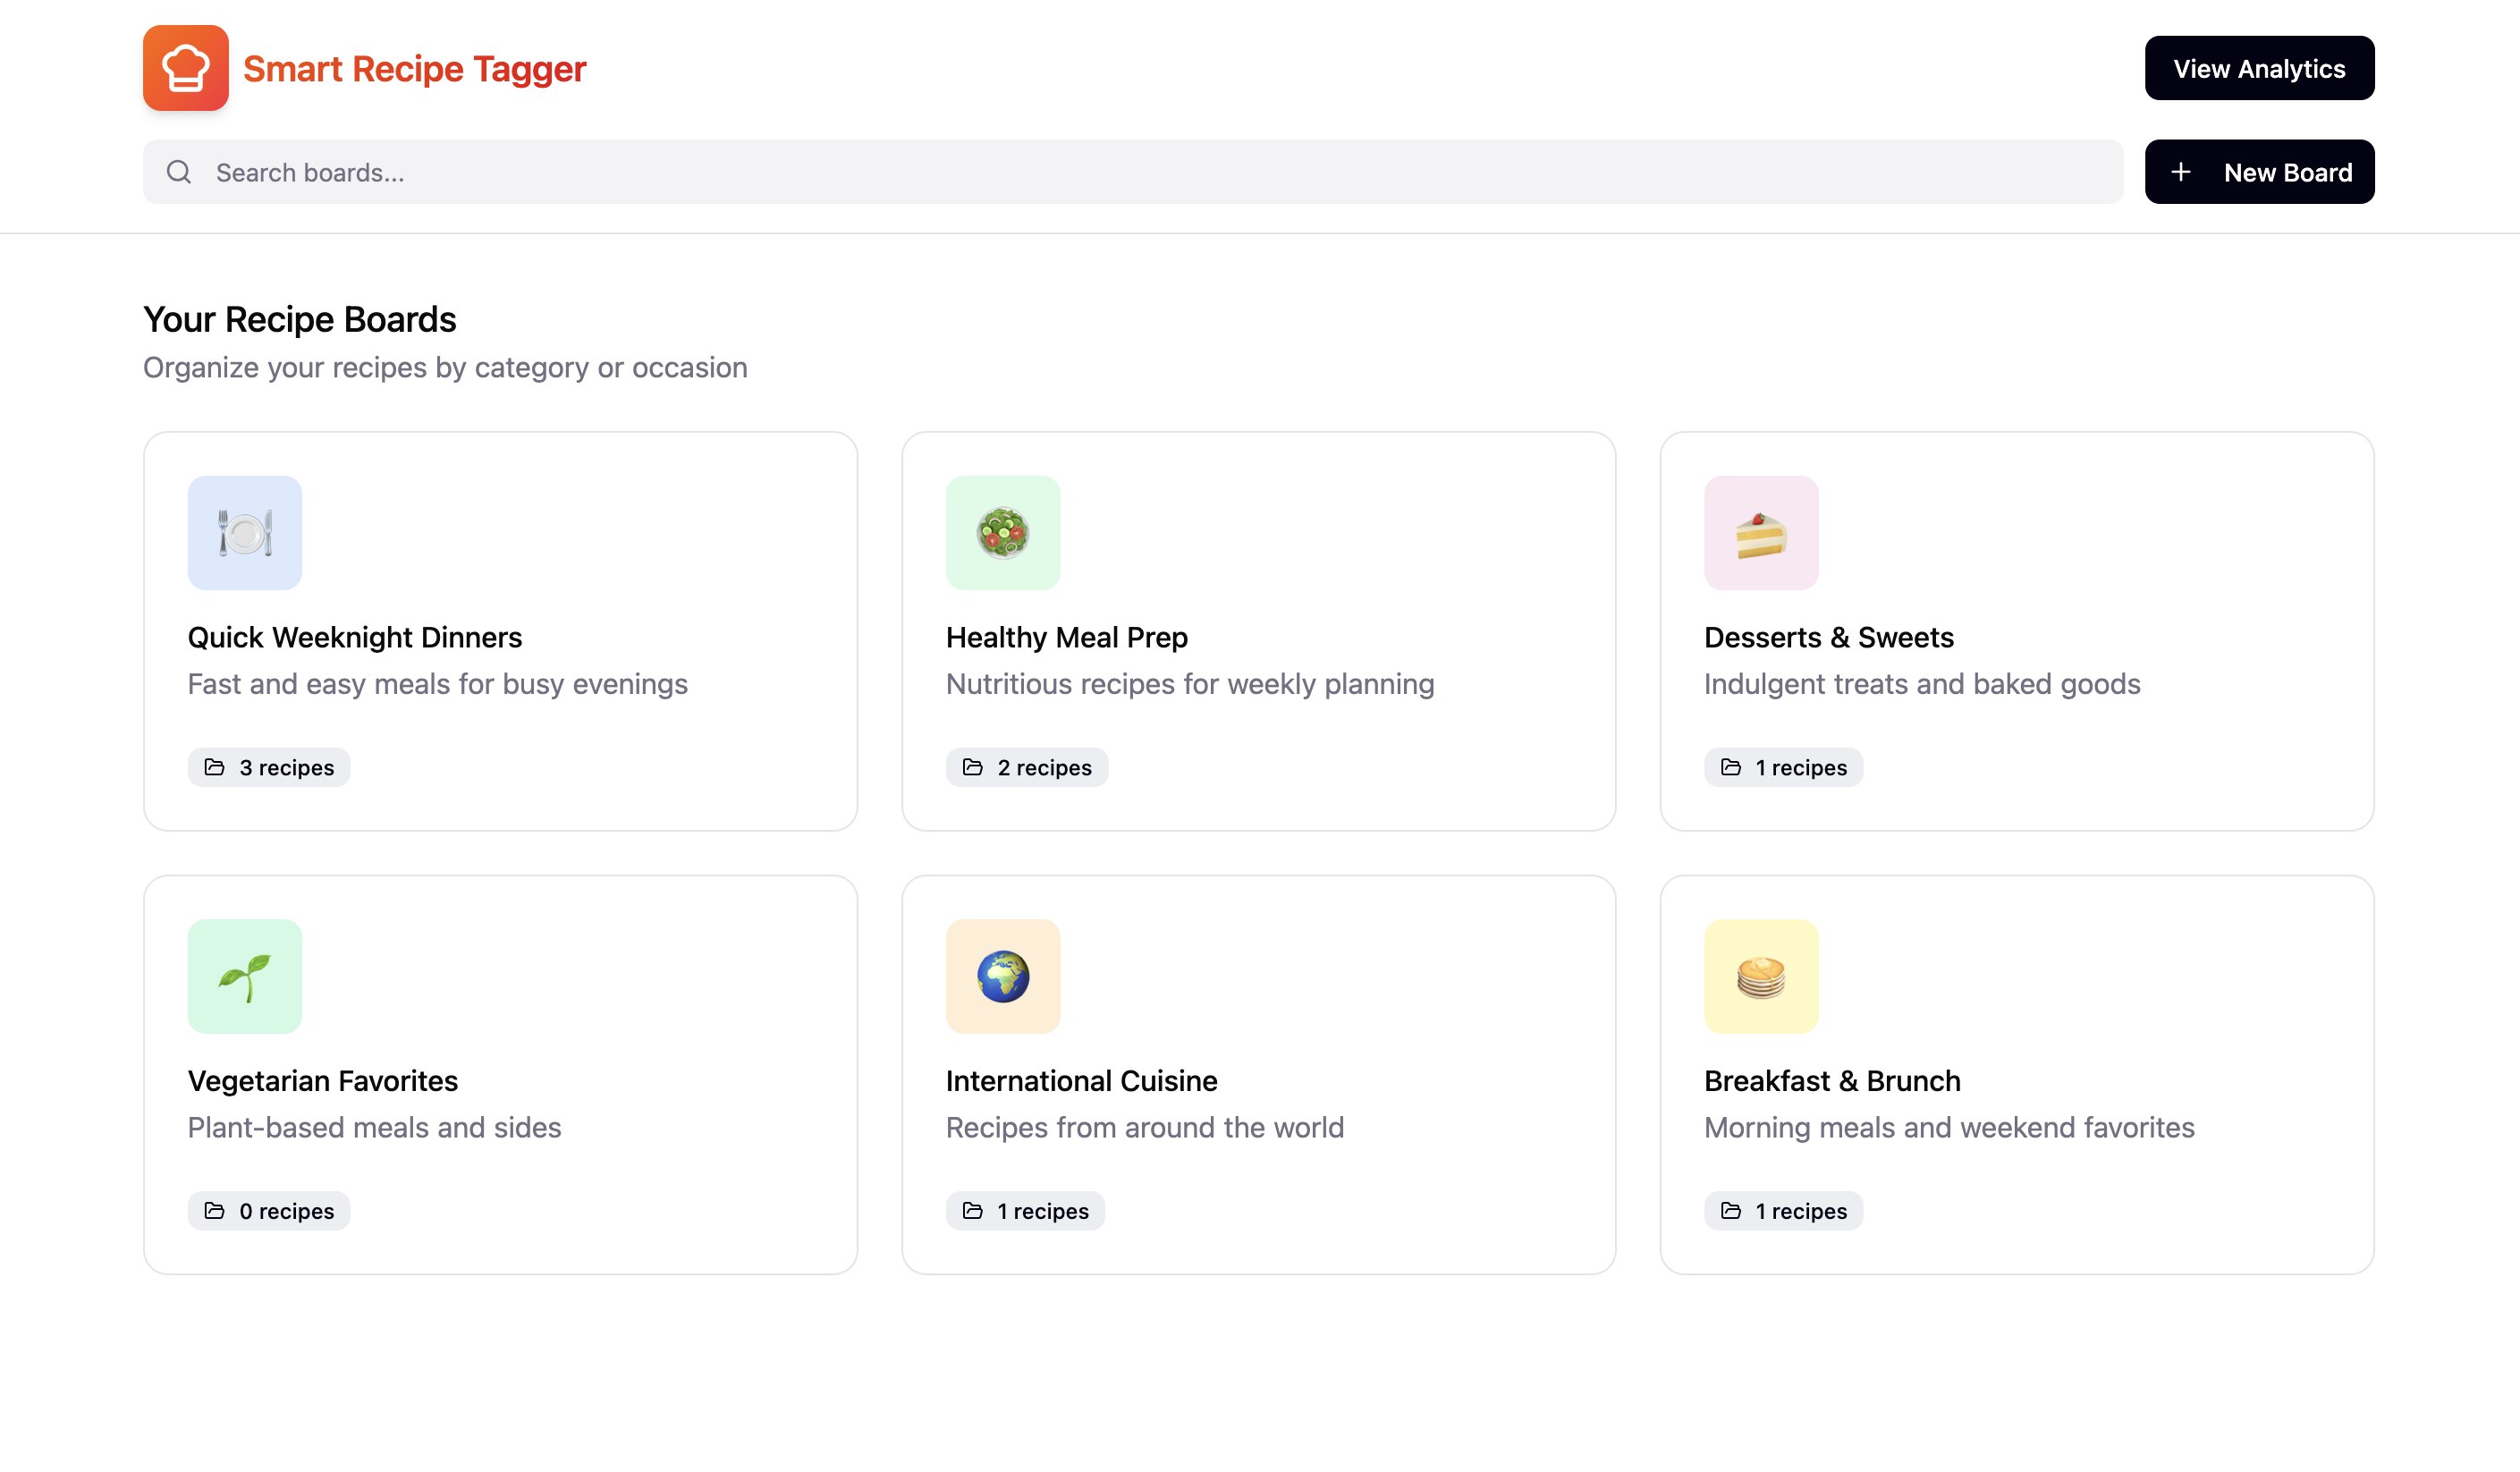 Smart Recipe Tagger
View Analytics
Search boards...
New Board
Your Recipe Boards
Organize your recipes by category or occasion
Quick Weeknight Dinners
Fast and easy meals for busy evenings
3 recipes
Healthy Meal Prep
Nutritious recipes for weekly planning
2 recipes
Desserts & Sweets
Indulgent treats and baked goods
1 recipes
Vegetarian Favorites
Plant-based meals and sides
0 recipes
International Cuisine
Recipes from around the world
1 recipes
Breakfast & Brunch
Morning meals and weekend favorites
1 recipes